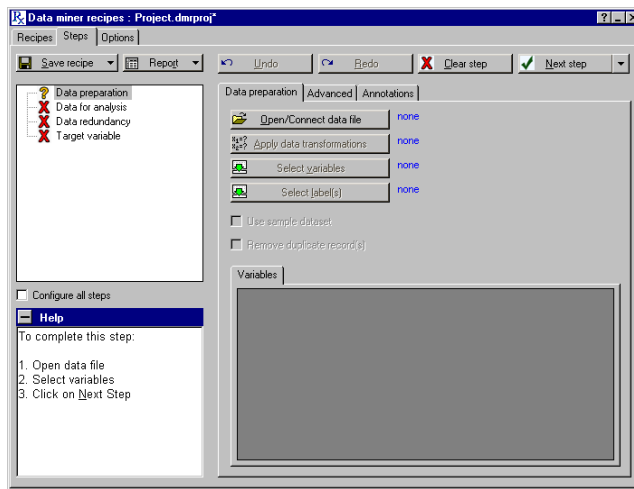 Data miner recipes : Project.dmrproj*
Recipes Steps Options
Save recipe Report Undo Redo Clear step Next step
Data preparation
Data for analysis
Data redundancy
Target variable
Configure all steps
Help
To complete this step:
1. Open data file
2. Select variables
3. Click on Next Step
Data preparation Advanced Annotations
Open/Connect data file none
x₁=?
x₂=? Apply data transformations none
Select variables none
Select label(s) none
Use sample dataset
Remove duplicate record(s)
Variables